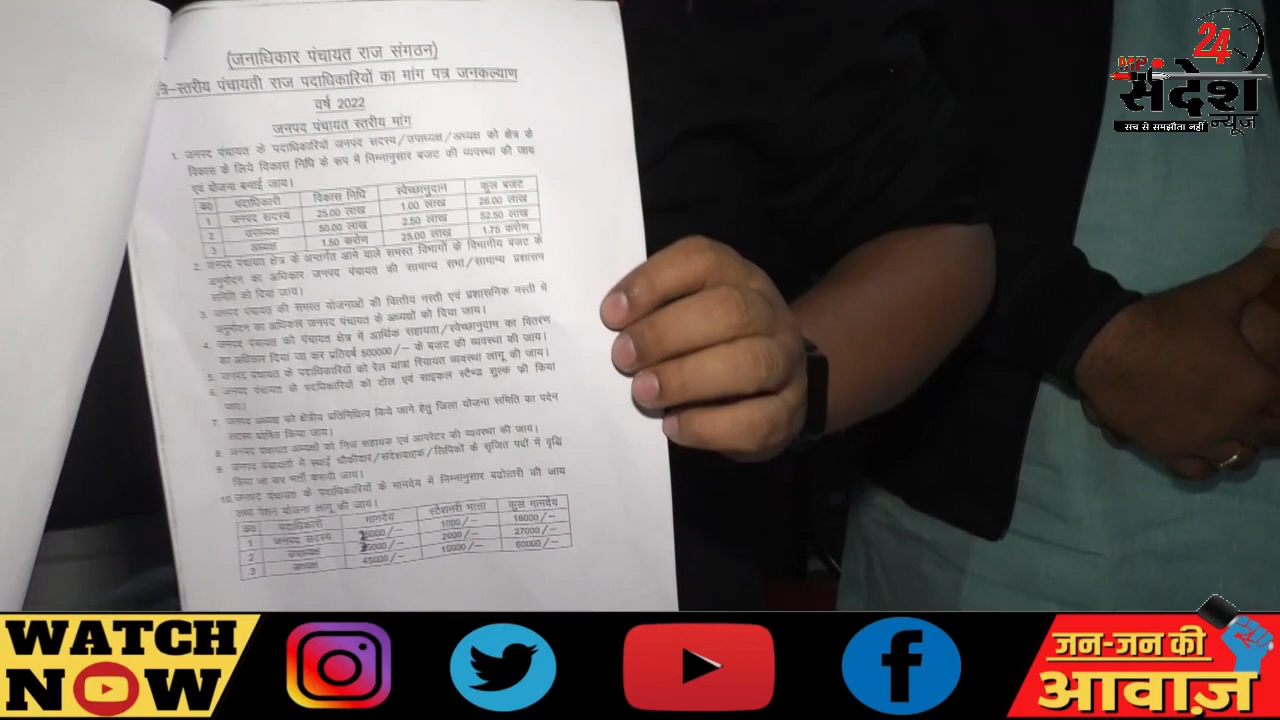 (जनाधिकार पंचायत राज संगठन)
त्रि-स्तरीय पंचायती राज पदाधिकारियों का मांग पत्र जनकल्याण
वर्ष 2022
जनपद पंचायत स्तरीय मांग
1. जनपद पंचायत के पदाधिकारियों जनपद सदस्य/उपाध्यक्ष/अध्यक्ष को क्षेत्र के
विकास के लिये विकास निधि के रूप में निम्नानुसार बजट की व्यवस्था की जाय
एवं योजना बनाई जाय।
क्र0 पदाधिकारी विकास निधि स्वेच्छानुदान कुल बजट
1 जनपद सदस्य 25.00 लाख 1.00 लाख 26.00 लाख
2 उपाध्यक्ष 50.00 लाख 2.50 लाख 52.50 लाख
3 अध्यक्ष 1.50 करोण 25.00 लाख 1.75 करोण
2. जनपद पंचायत क्षेत्र के अन्तर्गत आने वाले समस्त विभागों के विभागीय बजट के
अनुमोदन का अधिकार जनपद पंचायत की सामान्य सभा/सामान्य प्रशासन
समिति को दिया जाय।
3. जनपद पंचायत की समस्त योजनाओं की वित्तीय नस्ती एवं प्रशासनिक नस्ती में
अनुमोदन का अधिकार जनपद पंचायत के अध्यक्षों को दिया जाय।
4. जनपद पंचायत को पंचायत क्षेत्र में आर्थिक सहायता/स्वेच्छानुदान का वितरण
का अधिकार दिया जा कर प्रतिवर्ष 500000/- के बजट की व्यवस्था की जाय।
5. जनपद पंचायत के पदाधिकारियों को रेल यात्रा रियायत व्यवस्था लागू की जाय।
6. जनपद पंचायत के पदाधिकारियों को टोल एवं साइकल स्टैण्ड शुल्क फ्री किया
जाए।
7. जनपद अध्यक्ष को क्षेत्रीय प्रतिनिधित्व किये जाने हेतु जिला योजना समिति का पदेन
सदस्य घोषित किया जाय।
8. जनपद पंचायत अध्यक्षों को निज सहायक एवं आपरेटर की व्यवस्था की जाय।
9. जनपद पंचायतों में स्थाई चौकीदार/संदेशवाहक/लिपिकों के सृजित पदों में वृद्धि
किया जा कर भर्ती करायी जाय।
10. जनपद पंचायत के पदाधिकारियों के मानदेय में निम्नानुसार बढोत्तरी की जाय
तथा पेंशन योजना लागू की जाय।
क्र0 पदाधिकारी मानदेय स्टेशनरी भत्ता कुल मानदेय
1 जनपद सदस्य 1000/- 16000/-
2 उपाध्यक्ष 2000/- 27000/-
3 अध्यक्ष 45000/- 15000/- 60000/-
MP 24
संदेश
न्यूज़
सच से समझौता नहीं
WATCH
NOW
जन-जन की
आवाज़